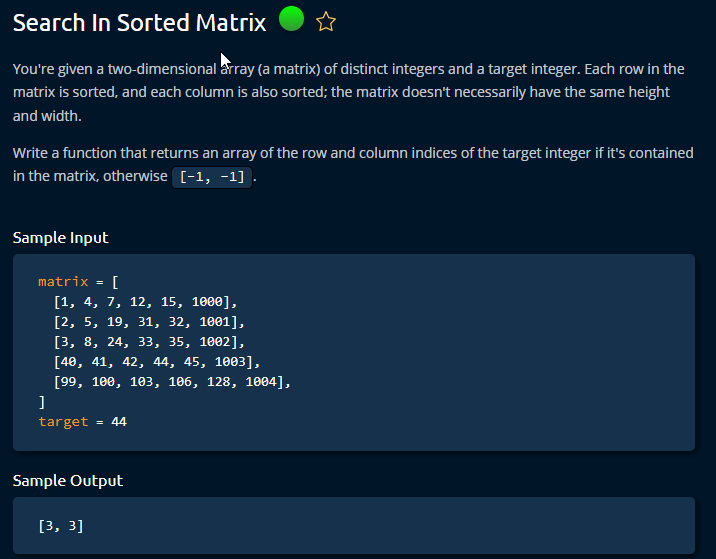 Search In Sorted Matrix
You're given a two-dimensional array (a matrix) of distinct integers and a target integer. Each row in the
matrix is sorted, and each column is also sorted; the matrix doesn't necessarily have the same height
and width.
Write a function that returns an array of the row and column indices of the target integer if it's contained
in the matrix, otherwise [-1, -1] .
Sample Input
matrix = [
  [1, 4, 7, 12, 15, 1000],
  [2, 5, 19, 31, 32, 1001],
  [3, 8, 24, 33, 35, 1002],
  [40, 41, 42, 44, 45, 1003],
  [99, 100, 103, 106, 128, 1004],
]
target = 44
Sample Output
[3, 3]